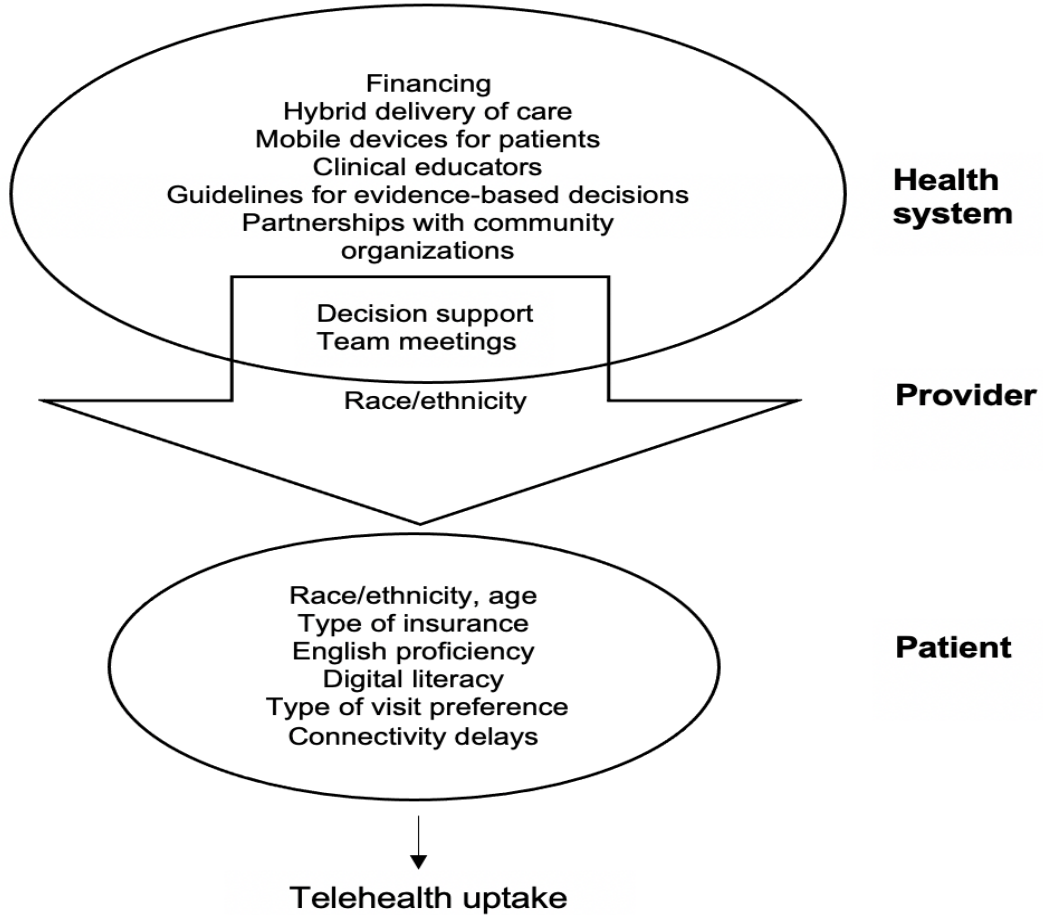 Financing
Hybrid delivery of care
Mobile devices for patients
Clinical educators
Guidelines for evidence-based decisions
Partnerships with community
organizations
Health
system
Decision support
Team meetings
Race/ethnicity
Provider
Race/ethnicity, age
Type of insurance
English proficiency
Digital literacy
Type of visit preference
Connectivity delays
Patient
Telehealth uptake